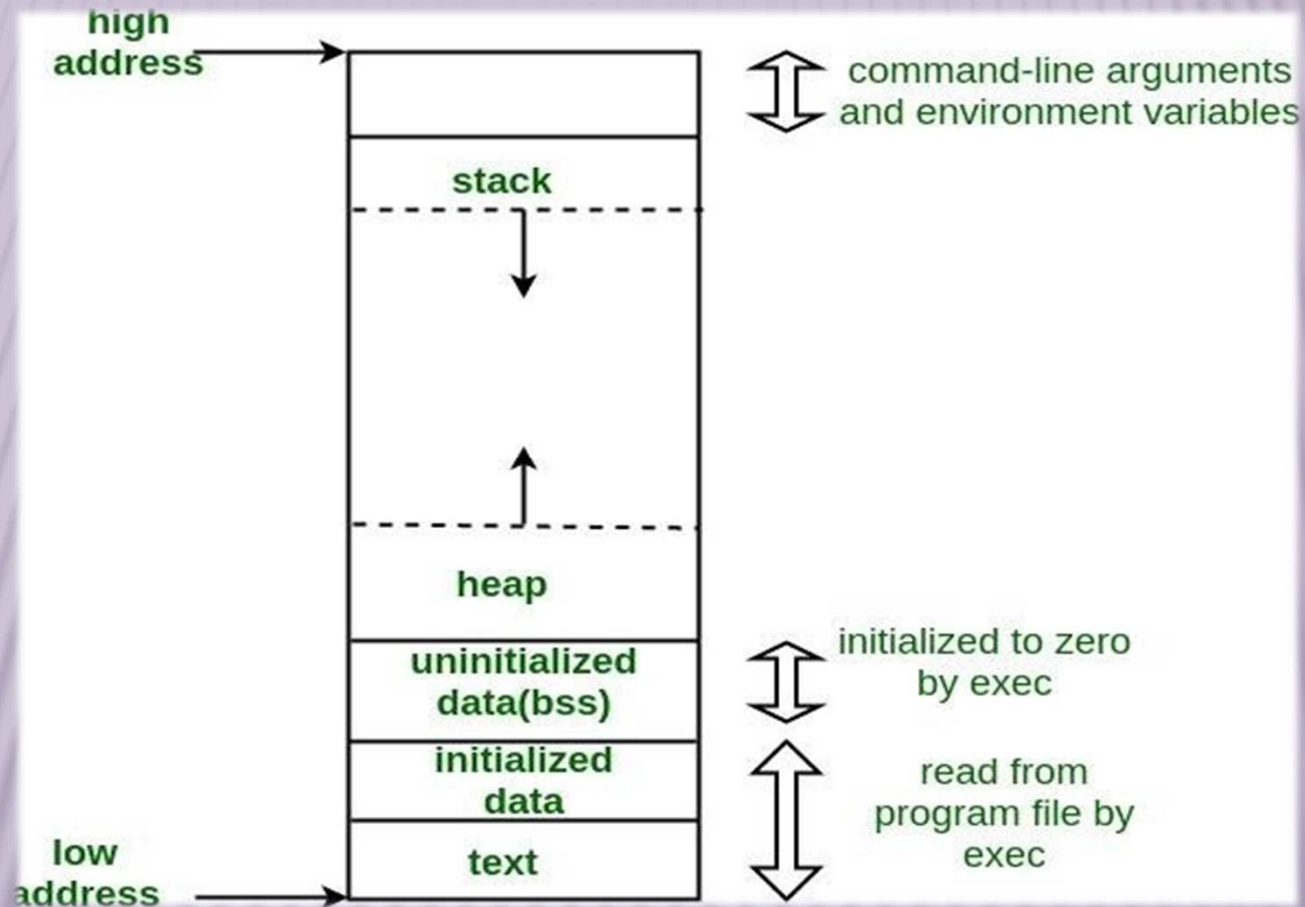 high
address
command-line arguments
and environment variables
stack
heap
uninitialized
data(bss)
initialized to zero
by exec
initialized
data
read from
program file by
exec
text
low
address